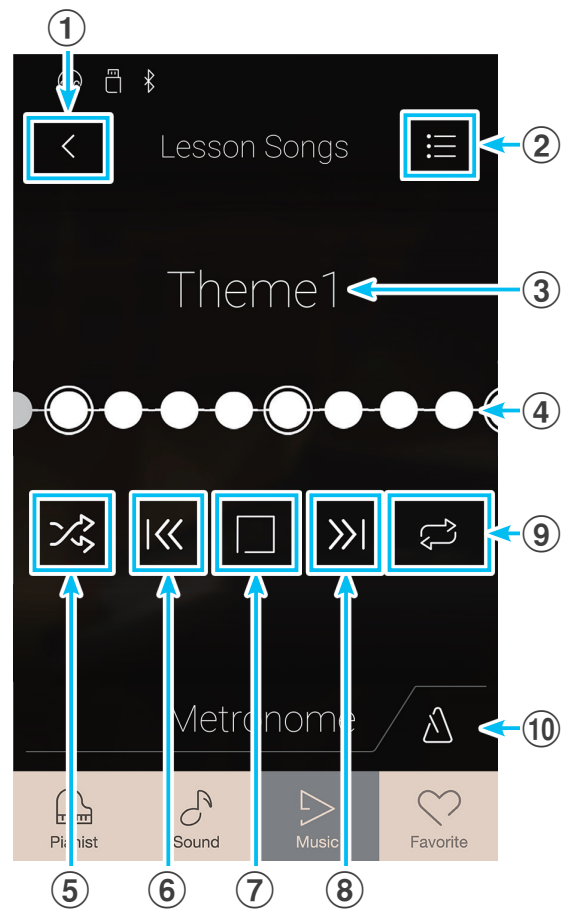 ①
Lesson Songs
②
Theme1
③
④
⑨
Metronome
⑩
Pianist
Sound
Music
Favorite
⑤
⑥
⑦
⑧